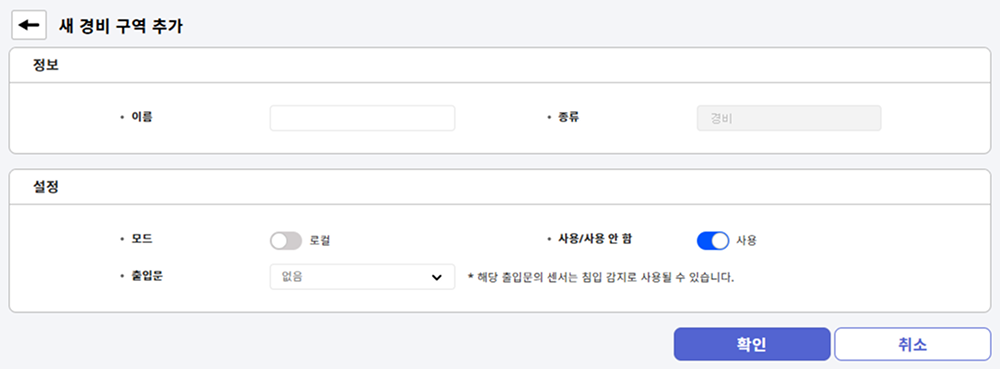 새 경비 구역 추가
정보
• 이름
• 종류 경비
설정
• 모드 로컬
• 사용/사용 안 함 사용
• 출입문 없음 * 해당 출입문의 센서는 침입 감지로 사용될 수 있습니다.
확인 취소